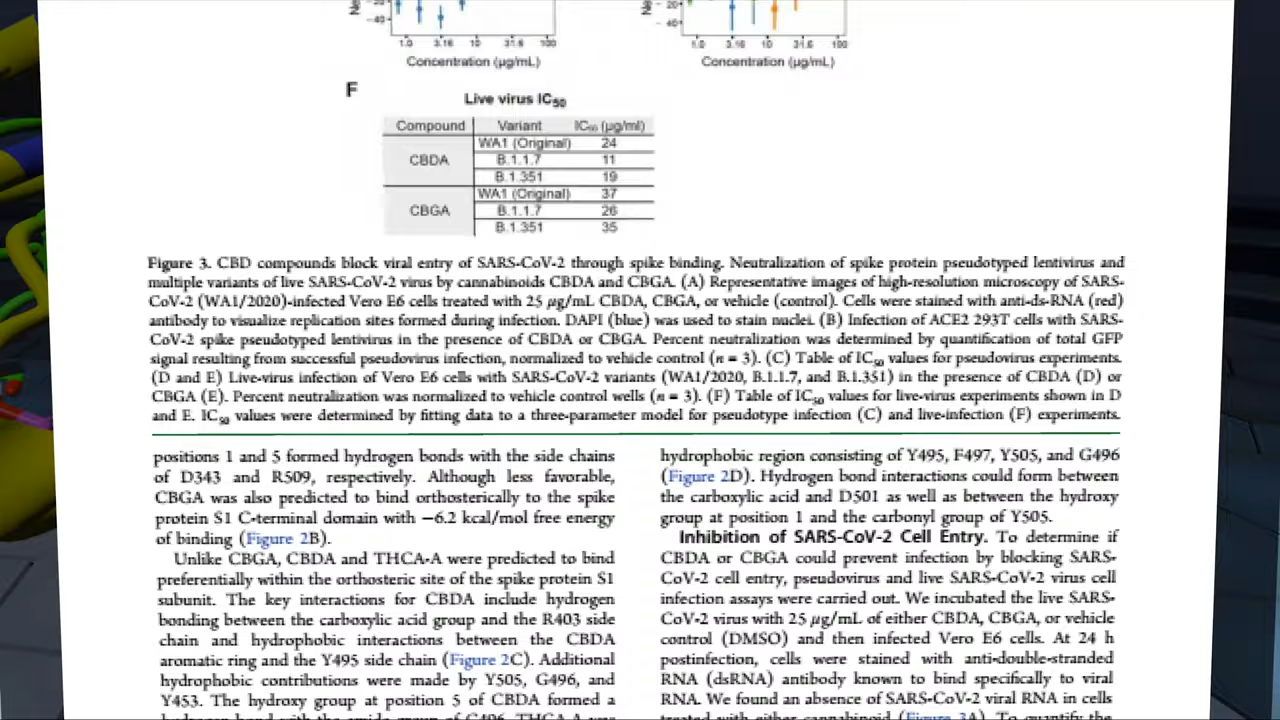 -40
1.0 3.16 10 31.6 100
Concentration (µg/mL)
-20
-40
1.0 3.16 10 31.6 100
Concentration (µg/mL)
F
Live virus IC50
Compound Variant IC50 (µg/ml)
CBDA
WA1 (Original) 24
B.1.1.7 11
B.1.351 19
CBGA
WA1 (Original) 37
B.1.1.7 26
B.1.351 35
Figure 3. CBD compounds block viral entry of SARS-CoV-2 through spike binding. Neutralization of spike protein pseudotyped lentivirus and
multiple variants of live SARS-CoV-2 virus by cannabinoids CBDA and CBGA. (A) Representative images of high-resolution microscopy of SARS-
CoV-2 (WA1/2020)-infected Vero E6 cells treated with 25 µg/mL CBDA, CBGA, or vehicle (control). Cells were stained with anti-ds-RNA (red)
antibody to visualize replication sites formed during infection. DAPI (blue) was used to stain nuclei. (B) Infection of ACE2 293T cells with SARS-
CoV-2 spike pseudotyped lentivirus in the presence of CBDA or CBGA. Percent neutralization was determined by quantification of total GFP
signal resulting from successful pseudovirus infection, normalized to vehicle control (n = 3). (C) Table of IC50 values for pseudovirus experiments.
(D and E) Live-virus infection of Vero E6 cells with SARS-CoV-2 variants (WA1/2020, B.1.1.7, and B.1.351) in the presence of CBDA (D) or
CBGA (E). Percent neutralization was normalized to vehicle control wells (n = 3). (F) Table of IC50 values for live-virus experiments shown in D
and E. IC50 values were determined by fitting data to a three-parameter model for pseudotype infection (C) and live-infection (F) experiments.
positions 1 and 5 formed hydrogen bonds with the side chains
of D343 and R509, respectively. Although less favorable,
CBGA was also predicted to bind orthosterically to the spike
protein S1 C-terminal domain with −6.2 kcal/mol free energy
of binding (Figure 2B).
Unlike CBGA, CBDA and THCA-A were predicted to bind
preferentially within the orthosteric site of the spike protein S1
subunit. The key interactions for CBDA include hydrogen
bonding between the carboxylic acid group and the R403 side
chain and hydrophobic interactions between the CBDA
aromatic ring and the Y495 side chain (Figure 2C). Additional
hydrophobic contributions were made by Y505, G496, and
Y453. The hydroxy group at position 5 of CBDA formed a
hydrogen bond with the amide group of G496. THCA-A was
hydrophobic region consisting of Y495, F497, Y505, and G496
(Figure 2D). Hydrogen bond interactions could form between
the carboxylic acid and D501 as well as between the hydroxy
group at position 1 and the carbonyl group of Y505.
Inhibition of SARS-CoV-2 Cell Entry. To determine if
CBDA or CBGA could prevent infection by blocking SARS-
CoV-2 cell entry, pseudovirus and live SARS-CoV-2 virus cell
infection assays were carried out. We incubated the live SARS-
CoV-2 virus with 25 µg/mL of either CBDA, CBGA, or vehicle
control (DMSO) and then infected Vero E6 cells. At 24 h
postinfection, cells were stained with anti-double-stranded
RNA (dsRNA) antibody known to bind specifically to viral
RNA. We found an absence of SARS-CoV-2 viral RNA in cells
treated with either cannabinoid (Figure 3A). To quantify the